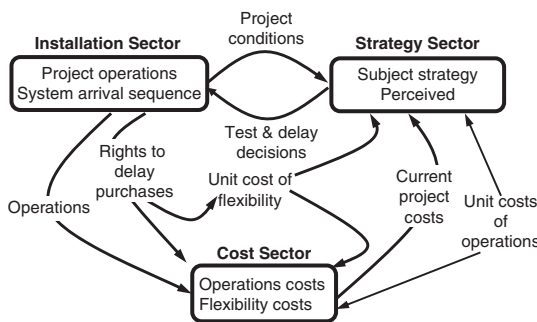 Project
conditions
Installation Sector
Strategy Sector
Project operations
System arrival sequence
Subject strategy
Perceived
Test & delay
decisions
Rights to
delay
purchases
Unit cost of
flexibility
Operations
Current
project
costs
Unit costs
of
operations
Cost Sector
Operations costs
Flexibility costs